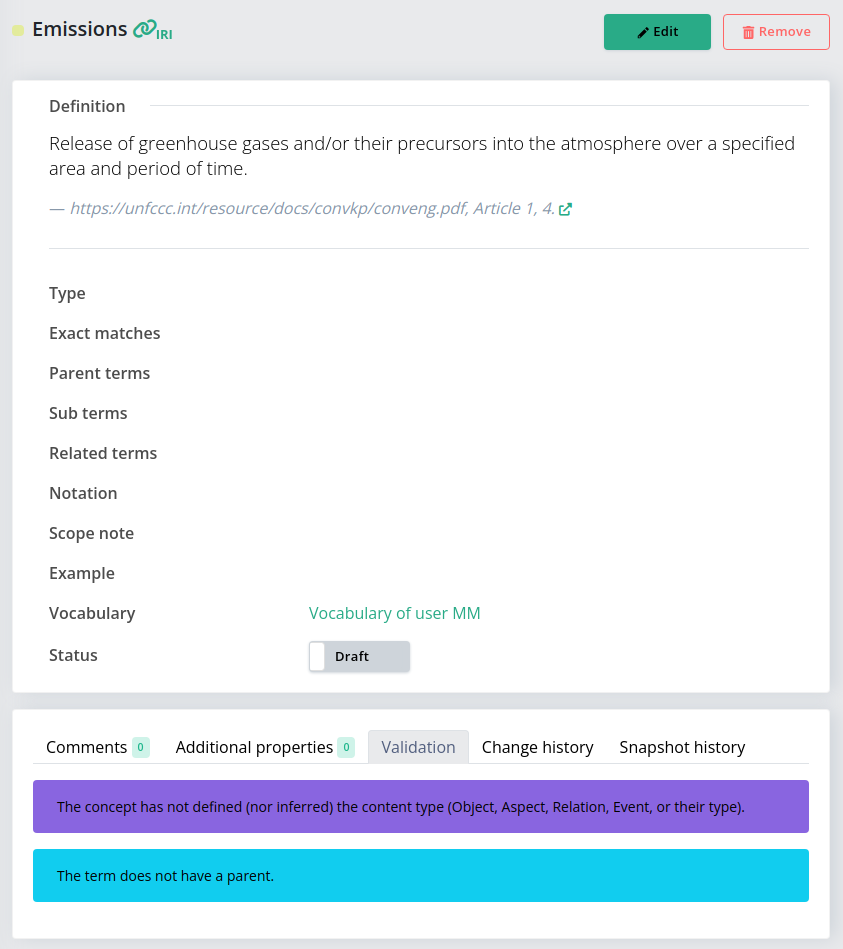 Emissions IRI
Edit
Remove
Definition
Release of greenhouse gases and/or their precursors into the atmosphere over a specified
area and period of time.
— https://unfccc.int/resource/docs/convkp/conveng.pdf, Article 1, 4.
Type
Exact matches
Parent terms
Sub terms
Related terms
Notation
Scope note
Example
Vocabulary Vocabulary of user MM
Status Draft
Comments 0 Additional properties 0 Validation Change history Snapshot history
The concept has not defined (nor inferred) the content type (Object, Aspect, Relation, Event, or their type).
The term does not have a parent.